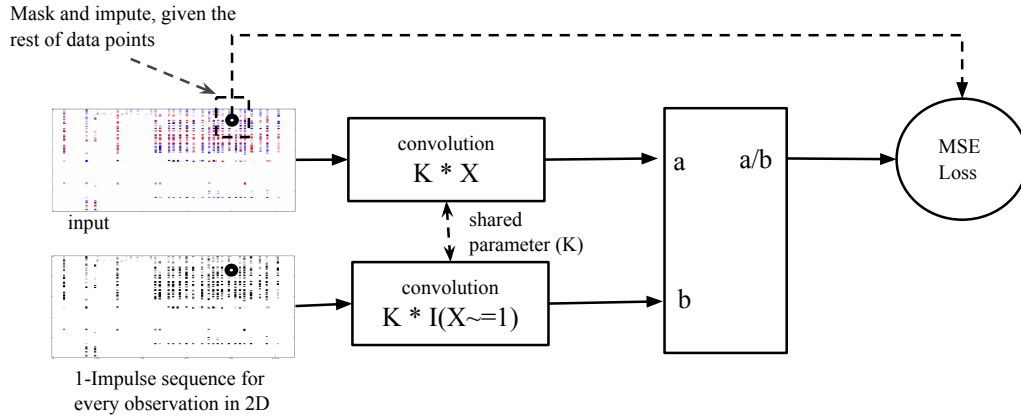 Mask and impute, given the
rest of data points
input
convolution
K * X
shared
parameter (K)
convolution
K * I(X~=1)
a
a/b
b
MSE
Loss
1-Impulse sequence for
every observation in 2D